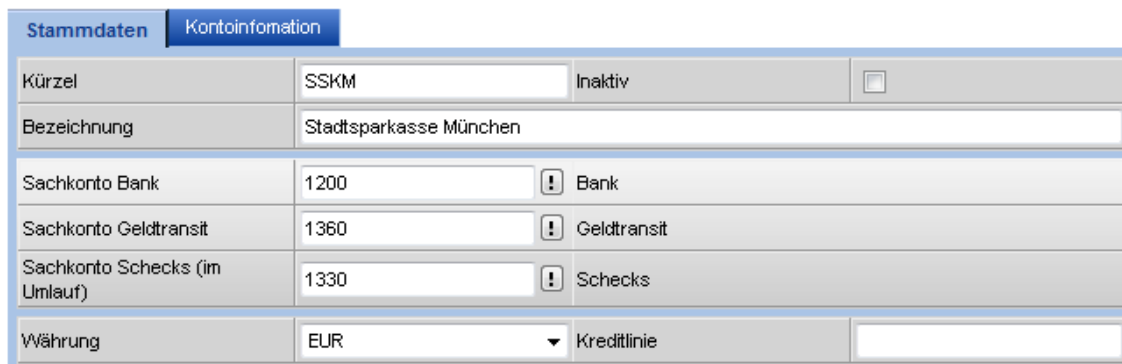 Stammdaten Kontoinfomation
Kürzel SSKM Inaktiv
Bezeichnung Stadtsparkasse München
Sachkonto Bank 1200 ! Bank
Sachkonto Geldtransit 1360 ! Geldtransit
Sachkonto Schecks (im
Umlauf) 1330 ! Schecks
Währung EUR Kreditlinie